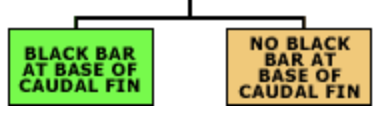 BLACK BAR
AT BASE OF
CAUDAL FIN
NO BLACK
BAR AT
BASE OF
CAUDAL FIN